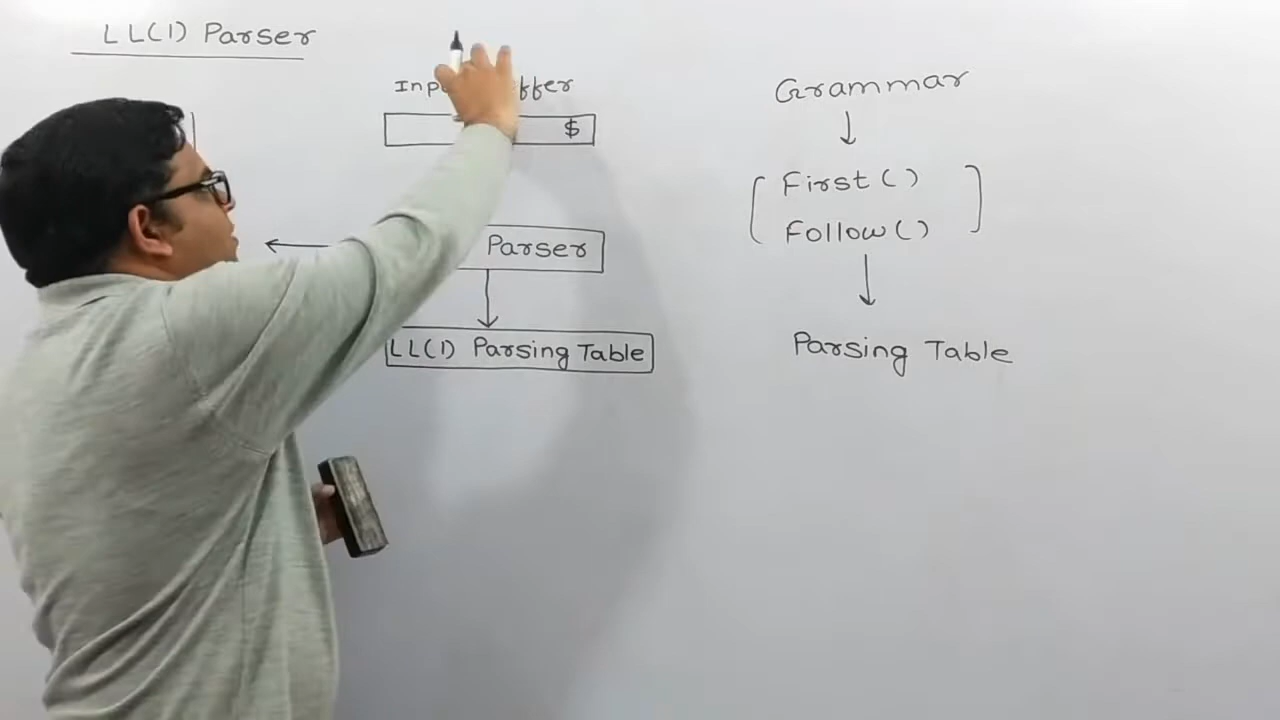 LL(1) Parser
$
Parser
LL(1) Parsing Table
Grammar
First()
Follow()
Parsing Table